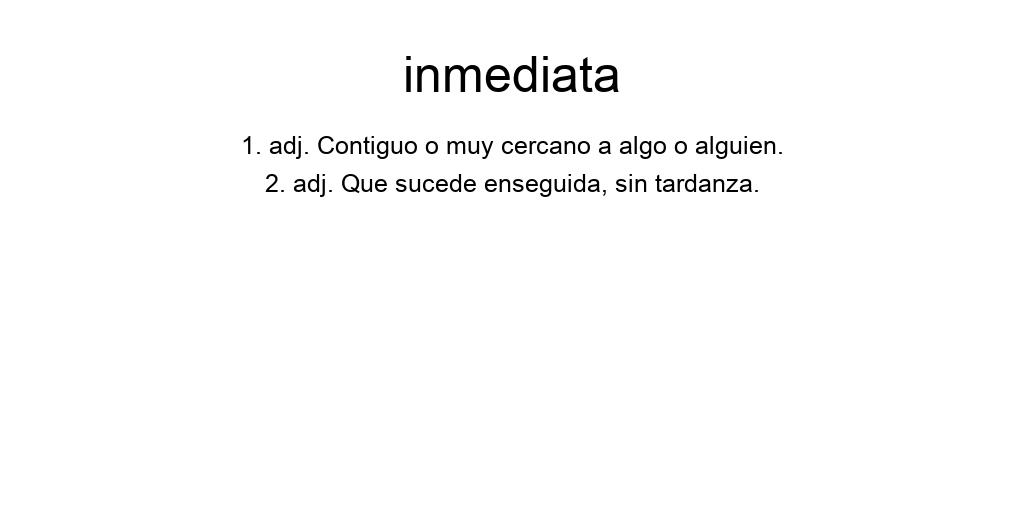 inmediata
1. adj. Contiguo o muy cercano a algo o alguien.
2. adj. Que sucede enseguida, sin tardanza.